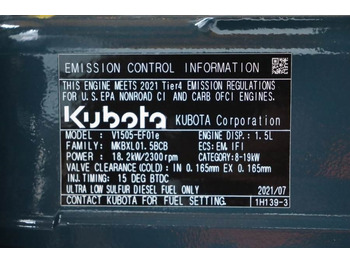 EMISSION CONTROL INFORMATION
THIS ENGINE MEETS 2021 Tier4 EMISSION REGULATIONS
FOR U.S. EPA NONROAD CI AND CARB OFCI ENGINES.
Kubota KUBOTA Corporation
MODEL: V1505-EF01e ENGINE DISP.: 1.5L
FAMILY: MKBXL01.5BCB ECS: EM, IFI
POWER: 18.2kW/2300rpm CATEGORY: 8-19kW
VALVE CLEARANCE (COLD): IN 0.165mm EX 0.165mm
INJ. TIMING: 15 DEG BTDC
ULTRA LOW SULFUR DIESEL FUEL ONLY 2021/07
CONTACT KUBOTA FOR FUEL SETTING. 1H139-3